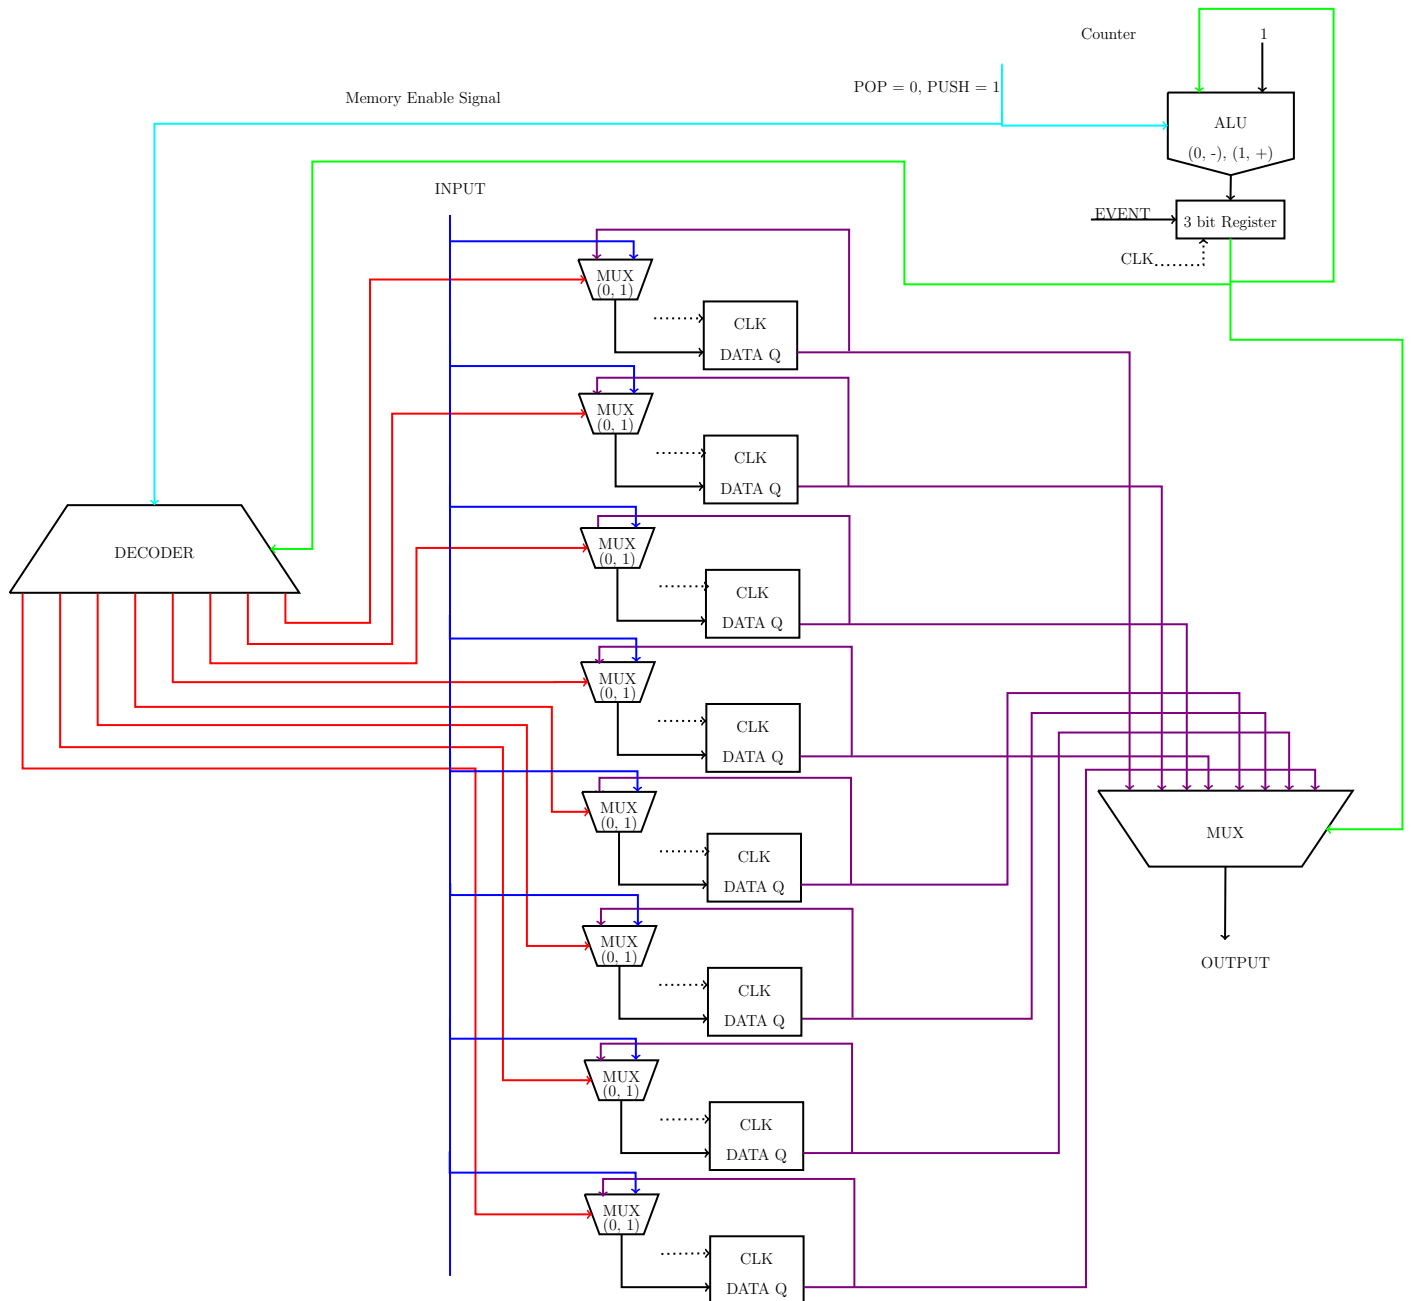 Counter
1
POP = 0, PUSH = 1
Memory Enable Signal
ALU
(0, -), (1, +)
INPUT
EVENT
3 bit Register
CLK
MUX
(0, 1)
CLK
DATA Q
MUX
(0, 1)
CLK
DATA Q
DECODER
MUX
(0, 1)
CLK
DATA Q
MUX
(0, 1)
CLK
DATA Q
MUX
(0, 1)
CLK
DATA Q
MUX
MUX
(0, 1)
CLK
DATA Q
OUTPUT
MUX
(0, 1)
CLK
DATA Q
MUX
(0, 1)
CLK
DATA Q